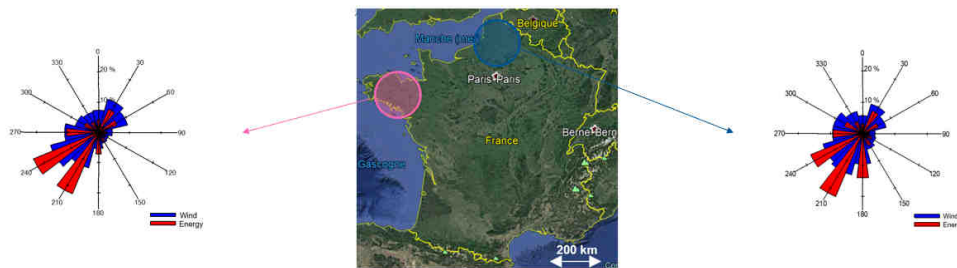 0
30
60
90
120
150
180
210
240
270
300
330
20 %
10 %
Wind
Energy
Belgique
Manche (mer)
Paris Paris
France
Berne Bern
Gascogne
200 km
0
30
60
90
120
150
180
210
240
270
300
330
20 %
10 %
Wind
Energy